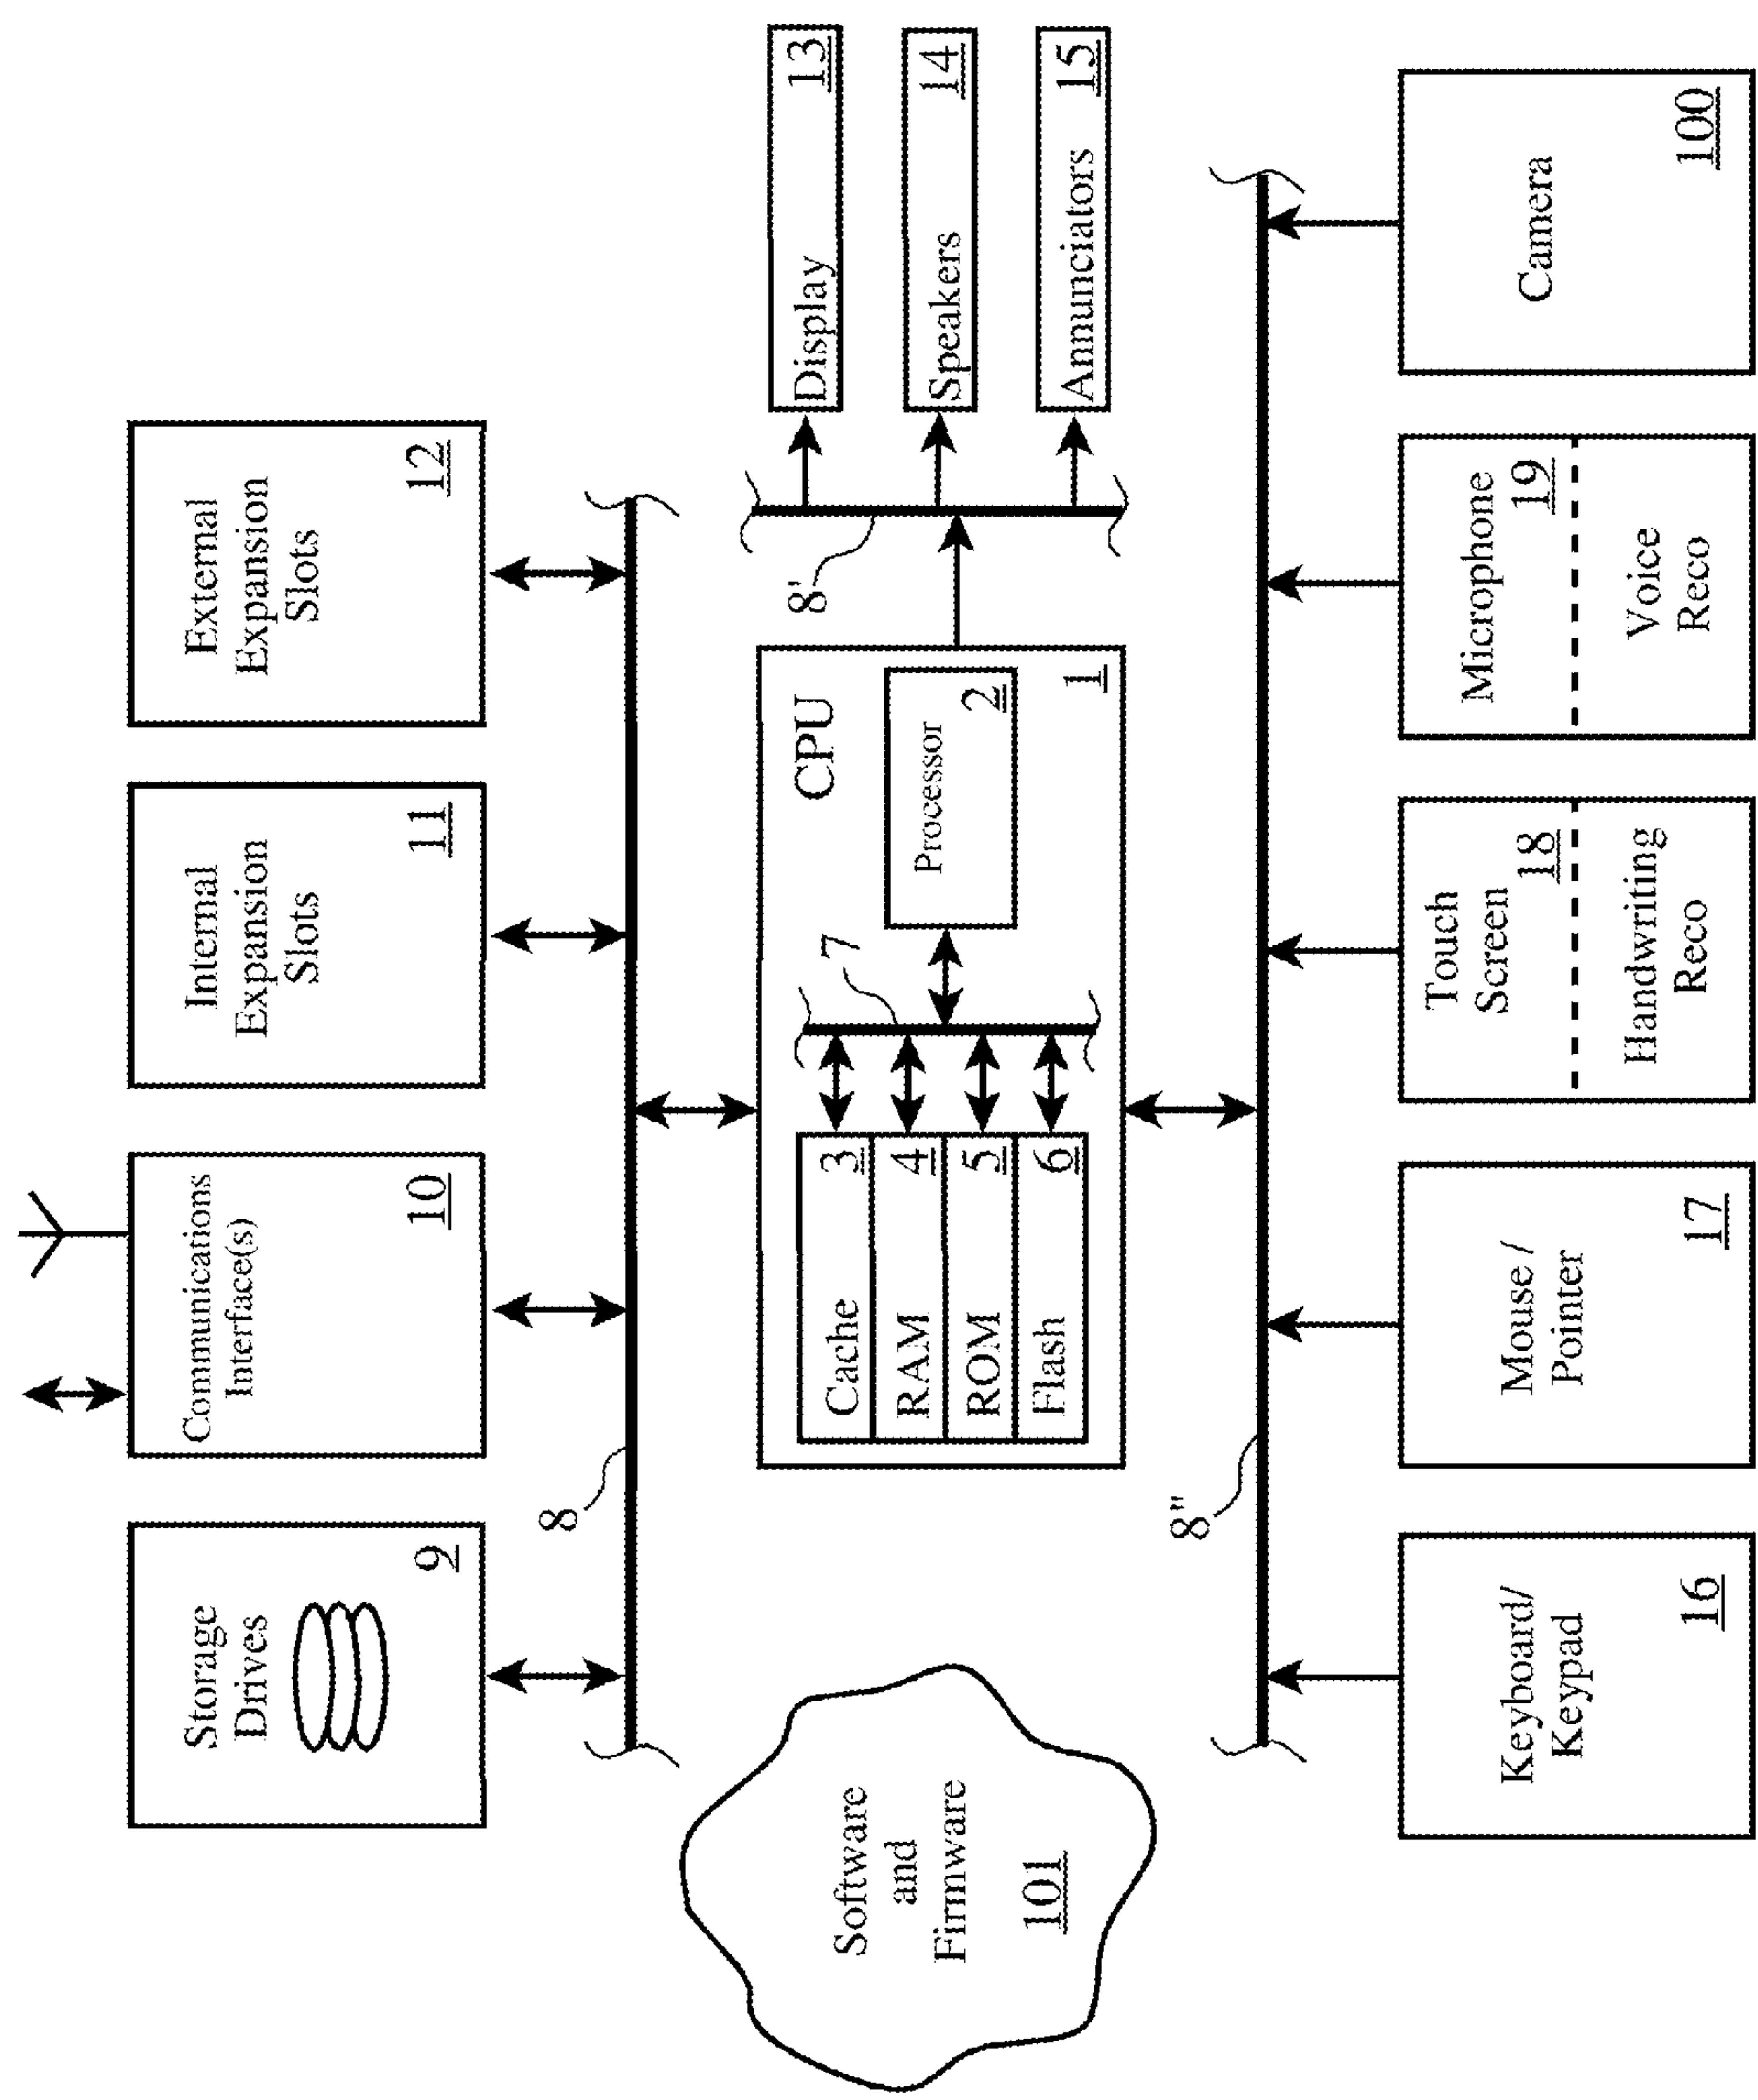 Storage
Drives
9
Communications
Interface(s)
10
Internal
Expansion
Slots
11
External
Expansion
Slots
12
8
CPU
Cache 3
RAM 4
ROM 5
Flash 6
7
Processor
2
1
8'
Display 13
Speakers 14
Annunciators 15
Software
and
Firmware
101
8"
Keyboard/
Keypad
16
Mouse /
Pointer
17
Touch
Screen
18
Handwriting
Reco
Microphone
19
Voice
Reco
Camera
100